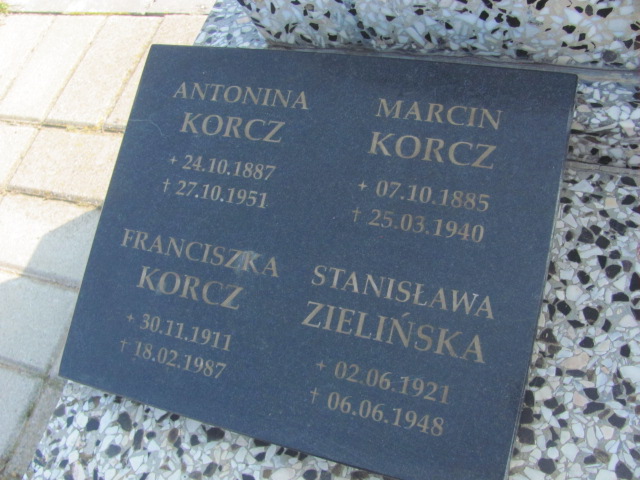 ANTONINA
KORCZ
+ 24.10.1887
† 27.10.1951
MARCIN
KORCZ
+ 07.10.1885
† 25.03.1940
FRANCISZKA
KORCZ
+ 30.11.1911
† 18.02.1987
STANISŁAWA
ZIELIŃSKA
+ 02.06.1921
† 06.06.1948